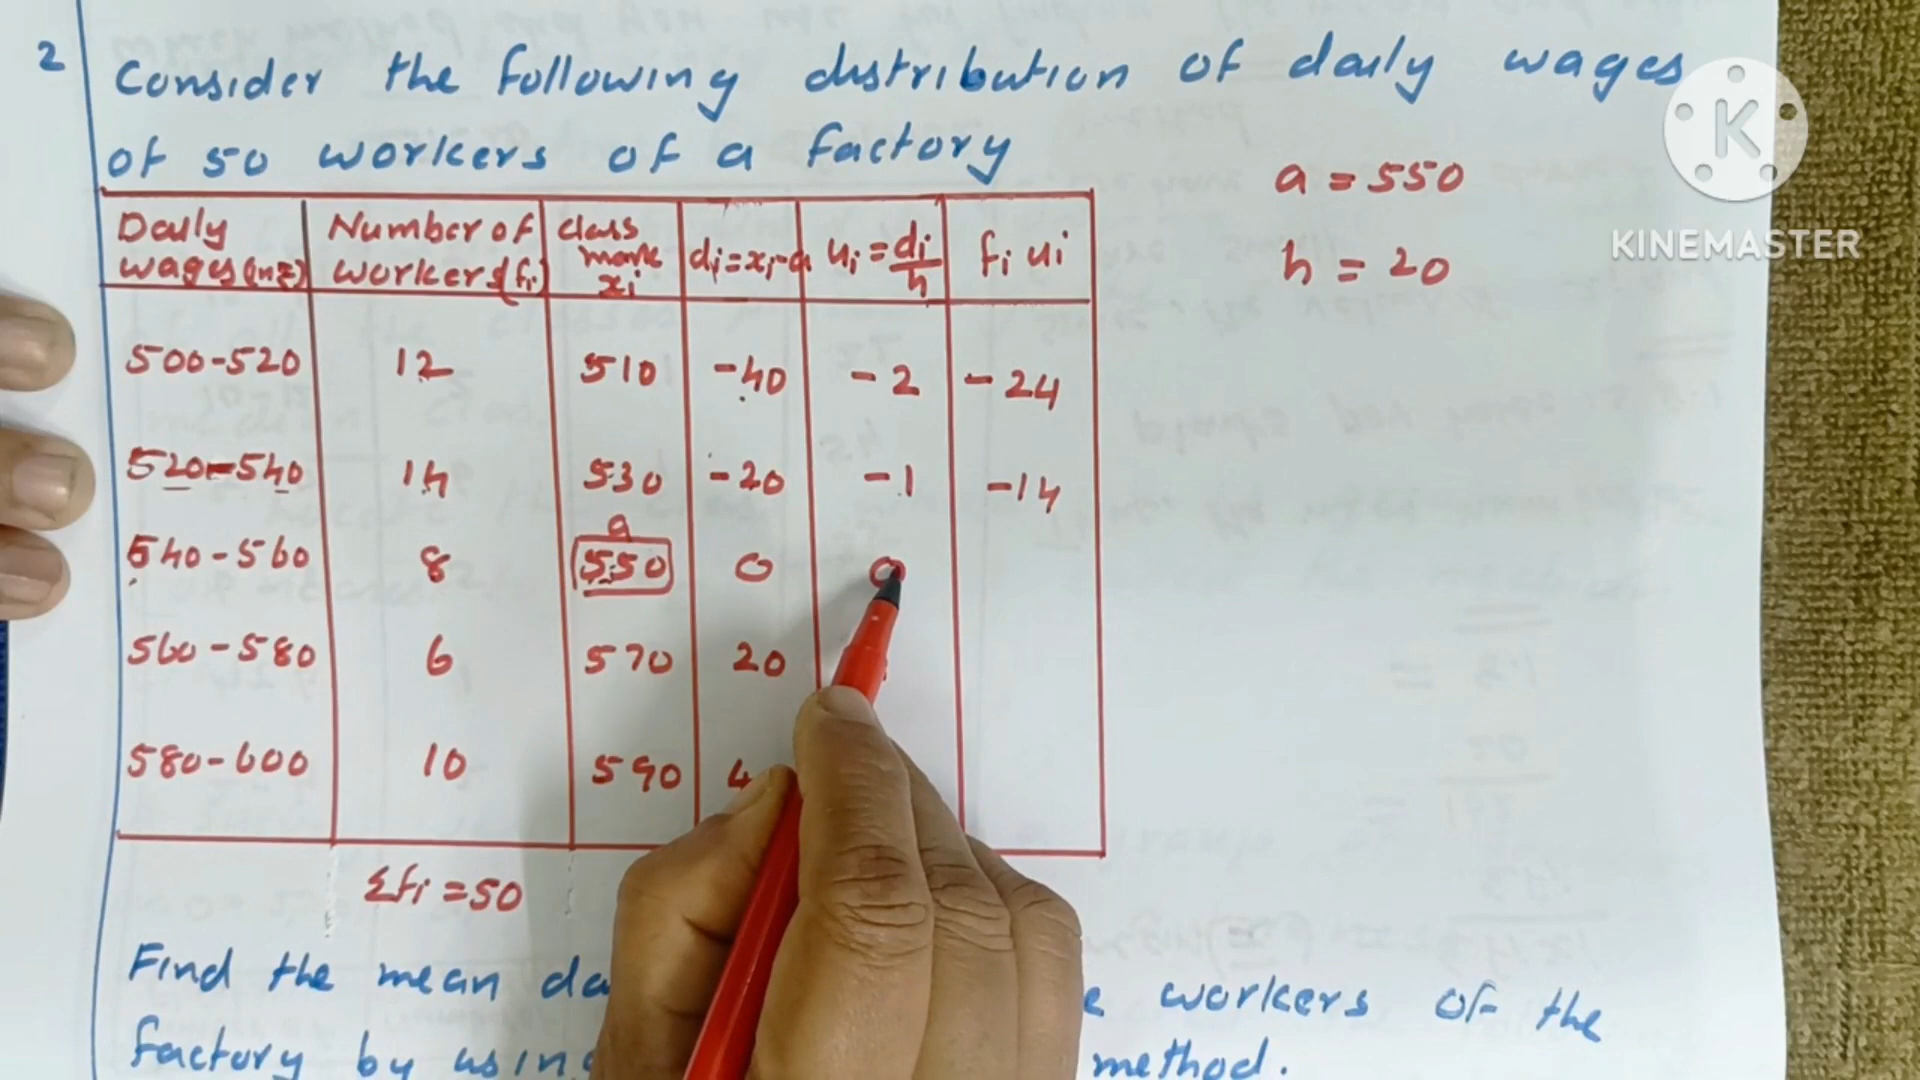 2 Consider the following distribution of daily wages
of 50 workers of a factory
a = 550
h = 20
KINEMASTER
Daily wages (in ₹) Number of workers (fi) class mark xi di = xi - a ui = di/h fi ui
500-520 12 510 -40 -2 -24
520-540 14 530 -20 -1 -14
a
540-560 8 550 0 0
560-580 6 570 20
580-600 10 590 4
Σfi = 50
Find the mean workers of the
factory by method.